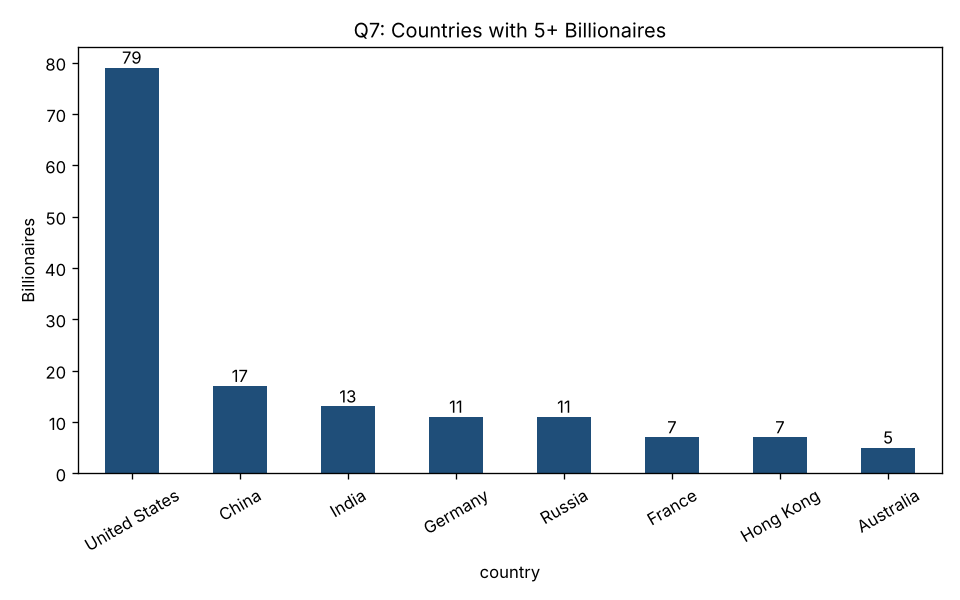 Q7: Countries with 5+ Billionaires
Billionaires
80
70
60
50
40
30
20
10
0
79
17
13
11
11
7
7
5
United States
China
India
Germany
Russia
France
Hong Kong
Australia
country